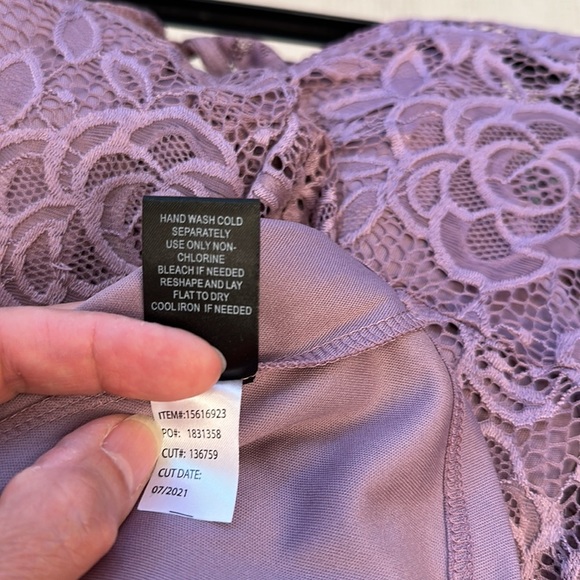 HAND WASH COLD
SEPARATELY
USE ONLY NON-
CHLORINE
BLEACH IF NEEDED
RESHAPE AND LAY
FLAT TO DRY
COOL IRON IF NEEDED
ITEM#:15616923
PO#: 1831358
CUT#: 136759
CUT DATE:
07/2021